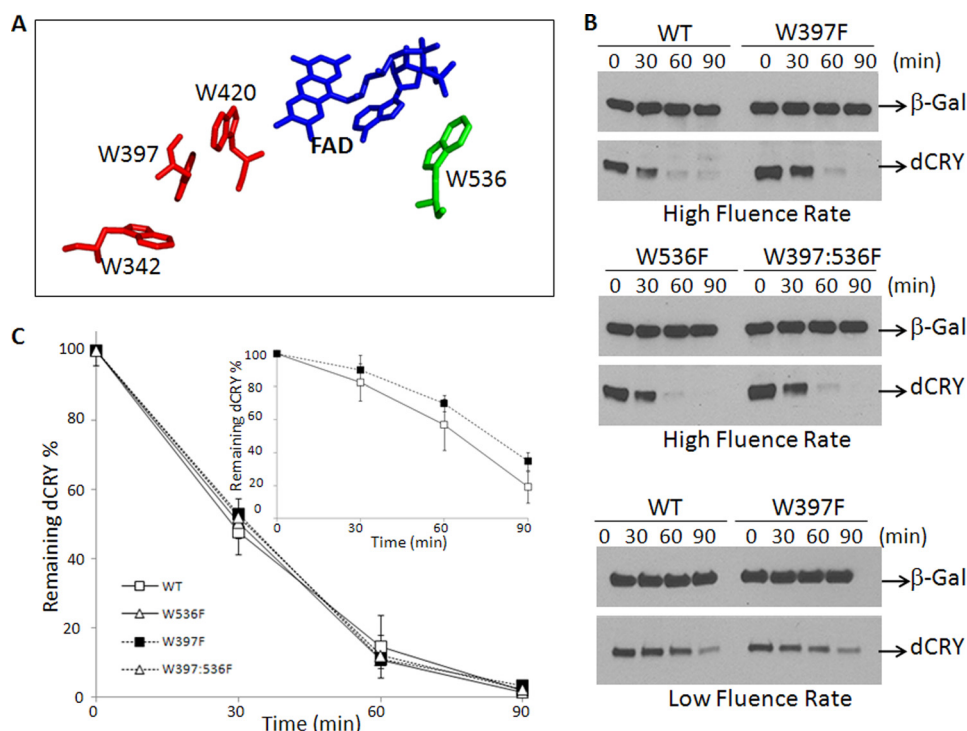 A
W420
W397
FAD
W536
W342
B
WT W397F
0 30 60 90 0 30 60 90 (min)
β-Gal
dCRY
High Fluence Rate
W536F W397:536F
0 30 60 90 0 30 60 90 (min)
β-Gal
dCRY
High Fluence Rate
WT W397F
0 30 60 90 0 30 60 90 (min)
β-Gal
dCRY
Low Fluence Rate
C
Remaining dCRY %
100
80
60
40
20
0
0 30 60 90
Time (min)
WT
W536F
W397F
W397:536F
Remaining dCRY %
100
80
60
40
20
0
0 30 60 90
Time (min)